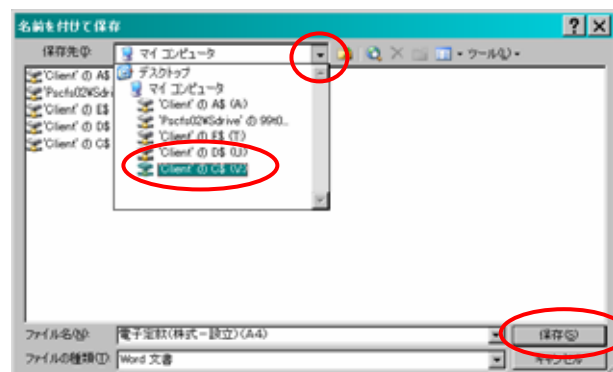 名前を付けて保存
保存先(I): マイ コンピュータ ツール(L)
デスクトップ
マイ コンピュータ
'Client' の A$ (A)
'Client' の E$ (T)
'Client' の D$ (U)
'Client' の C$ (V)
'Client' の A$
'Client' の E$
'Client' の D$
'Client' の C$
ファイル名(N): 電子定款(株式-設立)(A4) 保存(S)
ファイルの種類(T): Word 文書 キャンセル